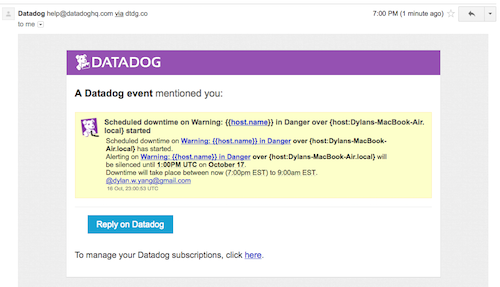 Datadog help@datadoghq.com via dtdg.co 7:00 PM (1 minute ago)
to me
DATADOG
A Datadog event mentioned you:
Scheduled downtime on Warning: {{host.name}} in Danger over {host:Dylans-MacBook-Air.
local} started
Scheduled downtime on Warning: {{host.name}} in Danger over {host:Dylans-MacBook-
Air.local} has started.
Alerting on Warning: {{host.name}} in Danger over {host:Dylans-MacBook-Air.local} will
be silenced until 1:00PM UTC on October 17.
Downtime will take place between now (7:00pm EST) to 9:00am EST.
@dylan.w.yang@gmail.com
16 Oct, 23:00:53 UTC
Reply on Datadog
To manage your Datadog subscriptions, click here.